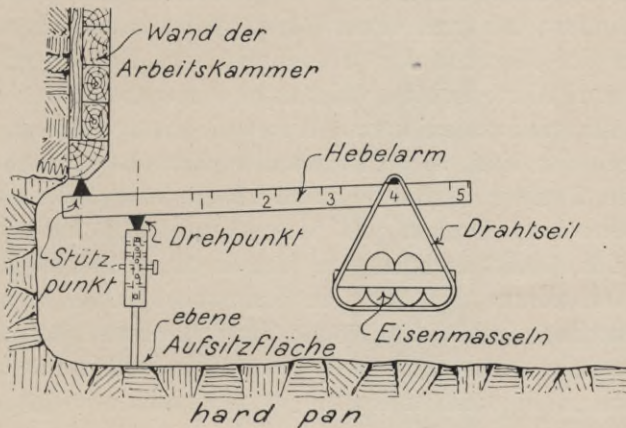 Wand der
Arbeitskammer
Hebelarm
1 2 3 4 5
Drehpunkt
Drahtseil
Stütz
punkt
Eisenmasseln
ebene
Aufsitzfläche
hard pan